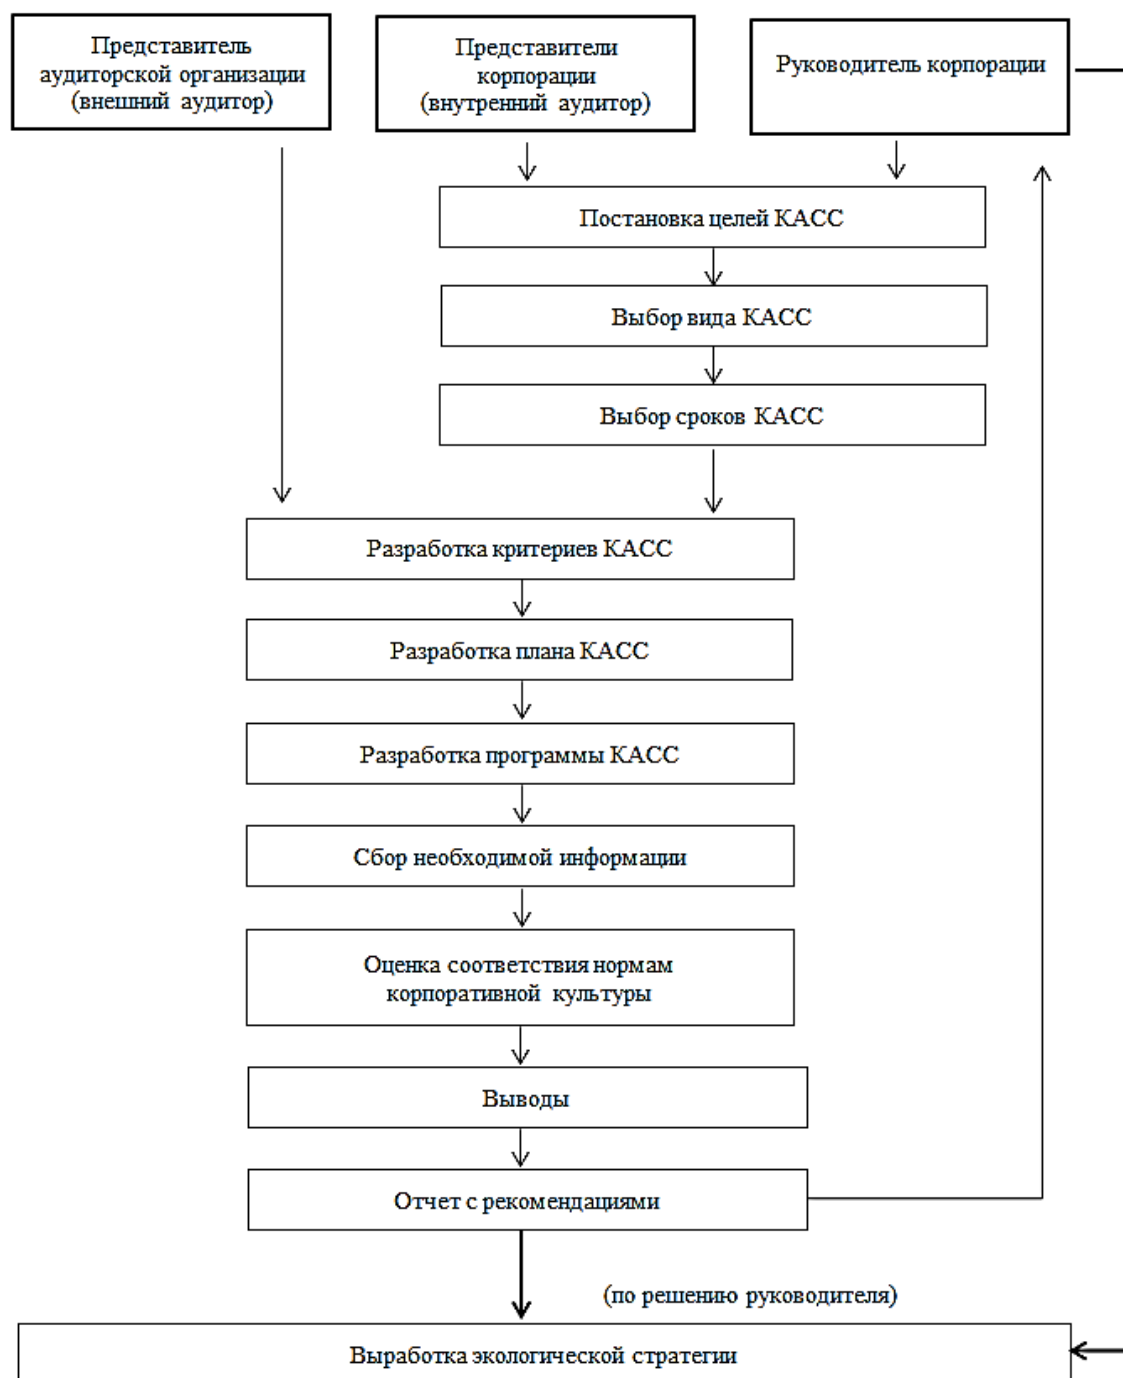 Представитель
аудиторской организации
(внешний аудитор)
Представители
корпорации
(внутренний аудитор)
Руководитель корпорации
Постановка целей КАСС
Выбор вида КАСС
Выбор сроков КАСС
Разработка критериев КАСС
Разработка плана КАСС
Разработка программы КАСС
Сбор необходимой информации
Оценка соответствия нормам
корпоративной культуры
Выводы
Отчет с рекомендациями
(по решению руководителя)
Выработка экологической стратегии